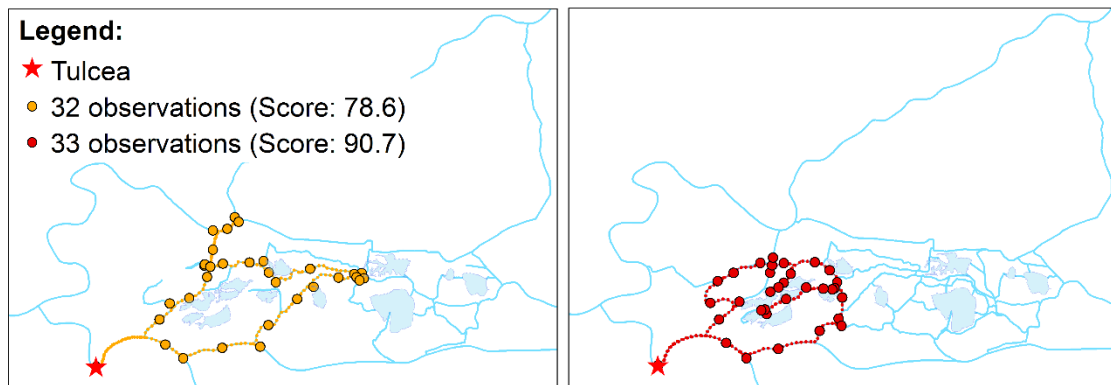 Legend:
Tulcea
32 observations (Score: 78.6)
33 observations (Score: 90.7)